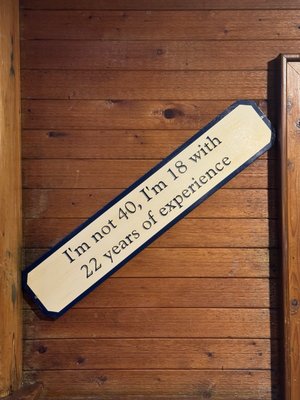 I'm not 40, I'm 18 with
22 years of experience